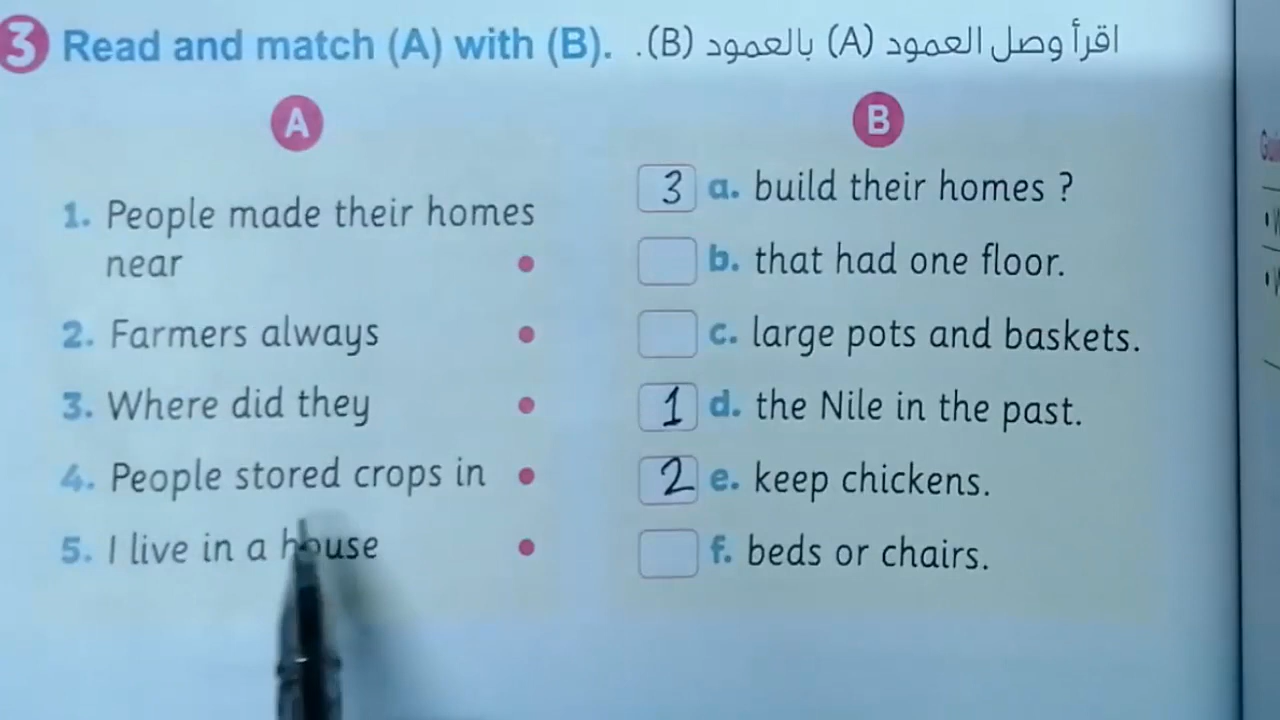 3 Read and match (A) with (B). اقرأ وصل العمود (A) بالعمود (B).
A
1. People made their homes
near
2. Farmers always
3. Where did they
4. People stored crops in
5. I live in a house
B
3 a. build their homes ?
b. that had one floor.
c. large pots and baskets.
1 d. the Nile in the past.
2 e. keep chickens.
f. beds or chairs.